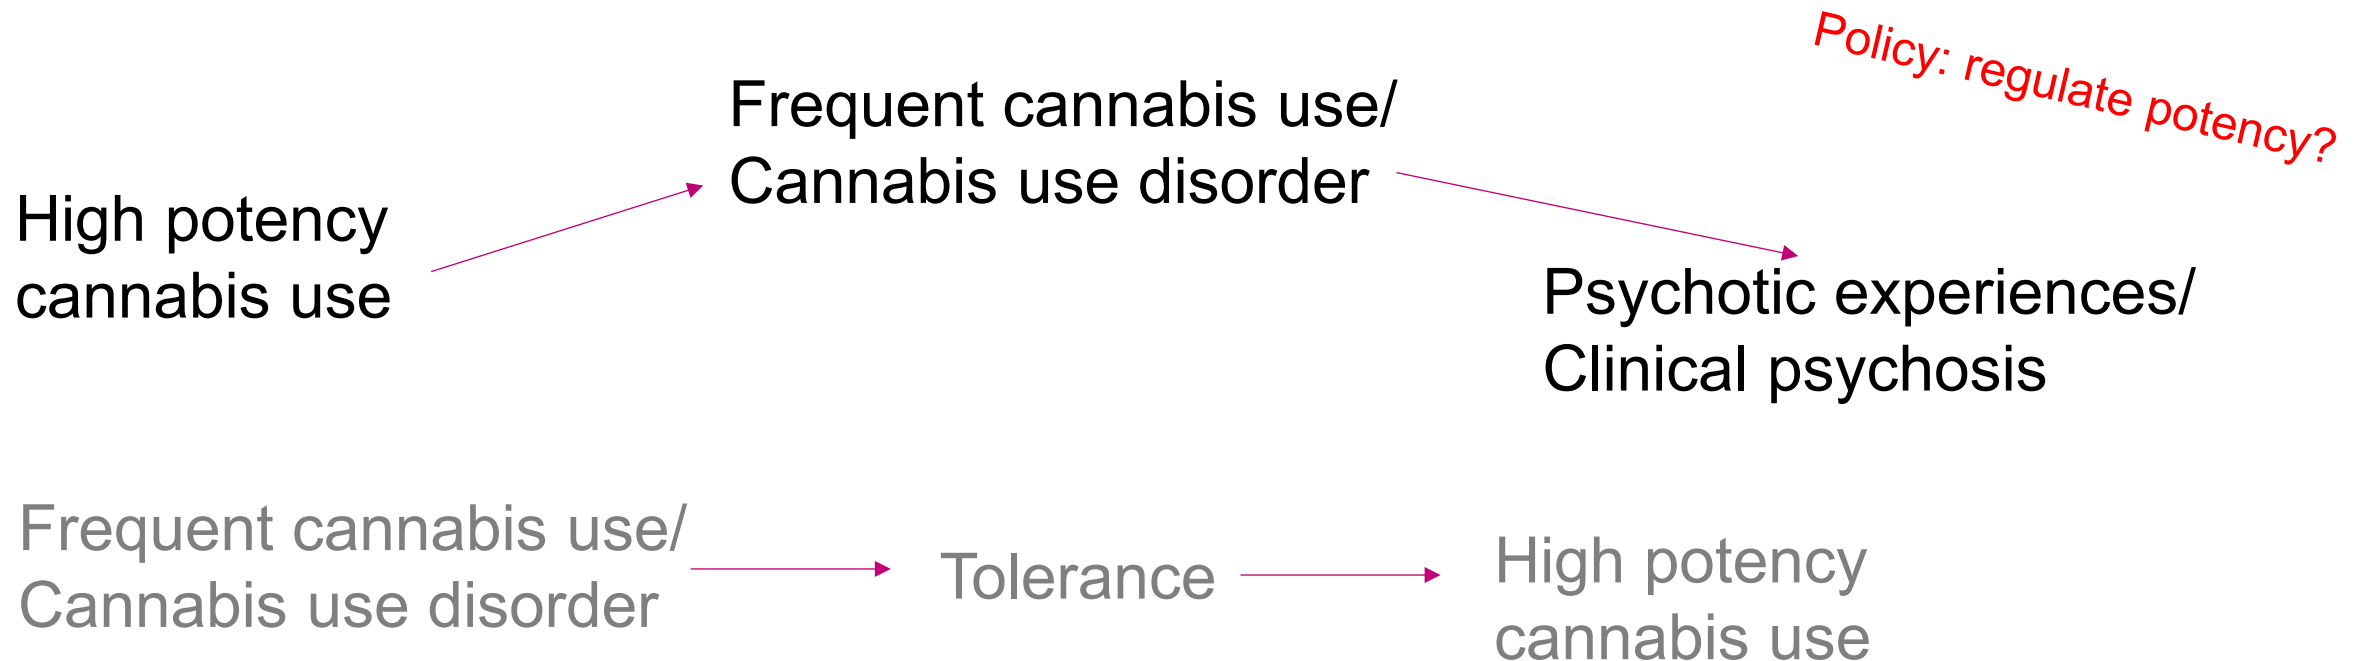 Policy: regulate potency?
Frequent cannabis use/
Cannabis use disorder
High potency
cannabis use
Psychotic experiences/
Clinical psychosis
Frequent cannabis use/
Cannabis use disorder
Tolerance
High potency
cannabis use